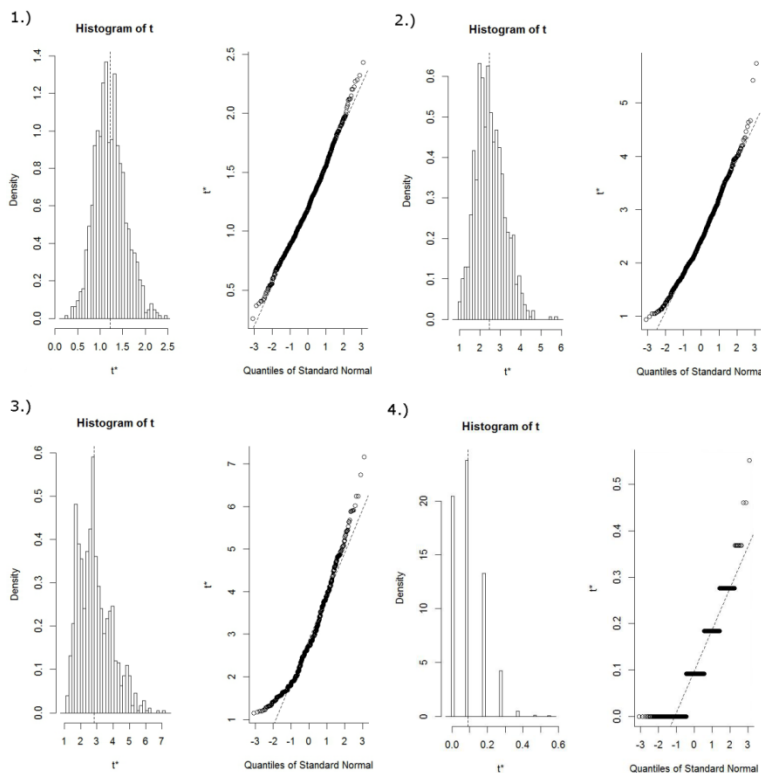 1.)
Histogram of t
Density
0.0 0.2 0.4 0.6 0.8 1.0 1.2 1.4
0.0 0.5 1.0 1.5 2.0 2.5
t*
t*
0.5 1.0 1.5 2.0 2.5
-3 -2 -1 0 1 2 3
Quantiles of Standard Normal
2.)
Histogram of t
Density
0.0 0.1 0.2 0.3 0.4 0.5 0.6
1 2 3 4 5 6
t*
t*
1 2 3 4 5
-3 -2 -1 0 1 2 3
Quantiles of Standard Normal
3.)
Histogram of t
Density
0.0 0.1 0.2 0.3 0.4 0.5 0.6
1 2 3 4 5 6 7
t*
t*
1 2 3 4 5 6 7
-3 -2 -1 0 1 2 3
Quantiles of Standard Normal
4.)
Histogram of t
Density
0 5 10 15 20
0.0 0.2 0.4 0.6
t*
t*
0.0 0.1 0.2 0.3 0.4 0.5
-3 -2 -1 0 1 2 3
Quantiles of Standard Normal